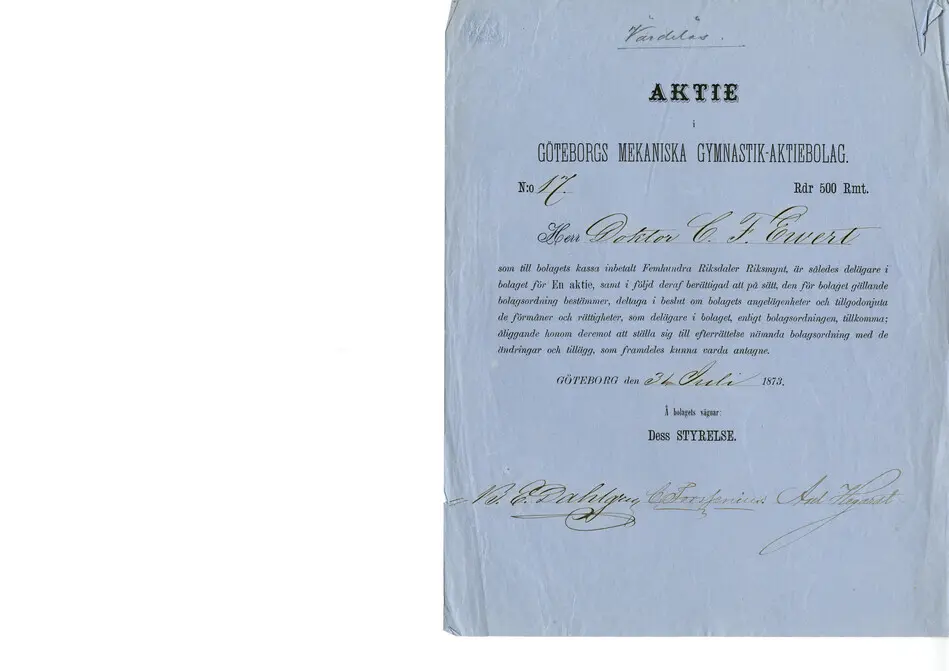 Värdelös.
AKTIE
i
GÖTEBORGS MEKANISKA GYMNASTIK-AKTIEBOLAG.
N:o 17. Rdr 500 Rmt.
Herr Doktor C. F. Ewert
som till bolagets kassa inbetalt Femhundra Riksdaler Riksmynt, är således delägare i
bolaget för En aktie, samt i följd deraf berättigad att på sätt, den för bolaget gällande
bolagsordning bestämmer, deltaga i beslut om bolagets angelägenheter och tillgodonjuta
de förmåner och rättigheter, som delägare i bolaget, enligt bolagsordningen, tillkomma;
åliggande honom deremot att ställa sig till efterrättelse nämnda bolagsordning med de
ändringar och tillägg, som framdeles kunna varda antagne.
GÖTEBORG den 31 Juli 1873.
Å bolagets vägnar:
Dess STYRELSE.
B. E. Dahlgren Axel